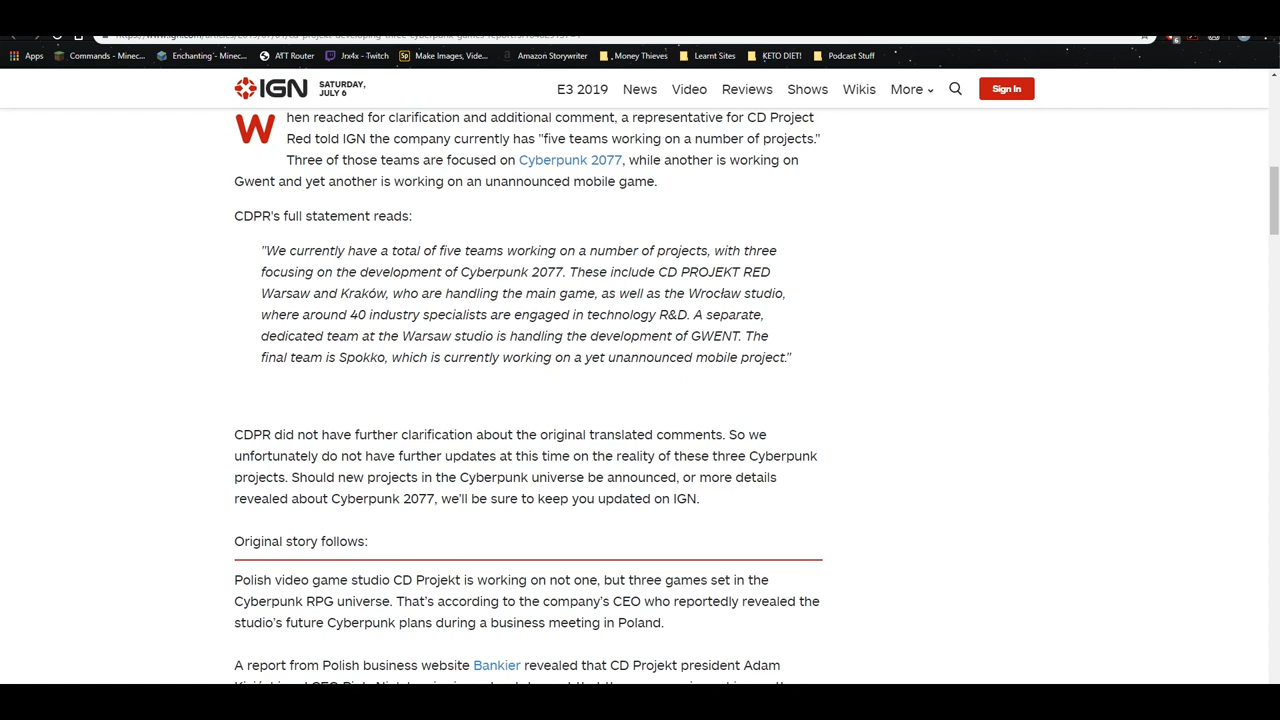 Apps Commands - Minec... Enchanting - Minec... ATT Router Jrx4x - Twitch Make Images, Vide... Amazon Storywriter Money Thieves Learnt Sites KETO DIET! Podcast Stuff
IGN SATURDAY, JULY 6 E3 2019 News Video Reviews Shows Wikis More Sign In
When reached for clarification and additional comment, a representative for CD Project
Red told IGN the company currently has "five teams working on a number of projects."
Three of those teams are focused on Cyberpunk 2077, while another is working on
Gwent and yet another is working on an unannounced mobile game.
CDPR's full statement reads:
"We currently have a total of five teams working on a number of projects, with three
focusing on the development of Cyberpunk 2077. These include CD PROJEKT RED
Warsaw and Kraków, who are handling the main game, as well as the Wrocław studio,
where around 40 industry specialists are engaged in technology R&D. A separate,
dedicated team at the Warsaw studio is handling the development of GWENT. The
final team is Spokko, which is currently working on a yet unannounced mobile project."
CDPR did not have further clarification about the original translated comments. So we
unfortunately do not have further updates at this time on the reality of these three Cyberpunk
projects. Should new projects in the Cyberpunk universe be announced, or more details
revealed about Cyberpunk 2077, we'll be sure to keep you updated on IGN.
Original story follows:
Polish video game studio CD Projekt is working on not one, but three games set in the
Cyberpunk RPG universe. That's according to the company's CEO who reportedly revealed the
studio's future Cyberpunk plans during a business meeting in Poland.
A report from Polish business website Bankier revealed that CD Projekt president Adam